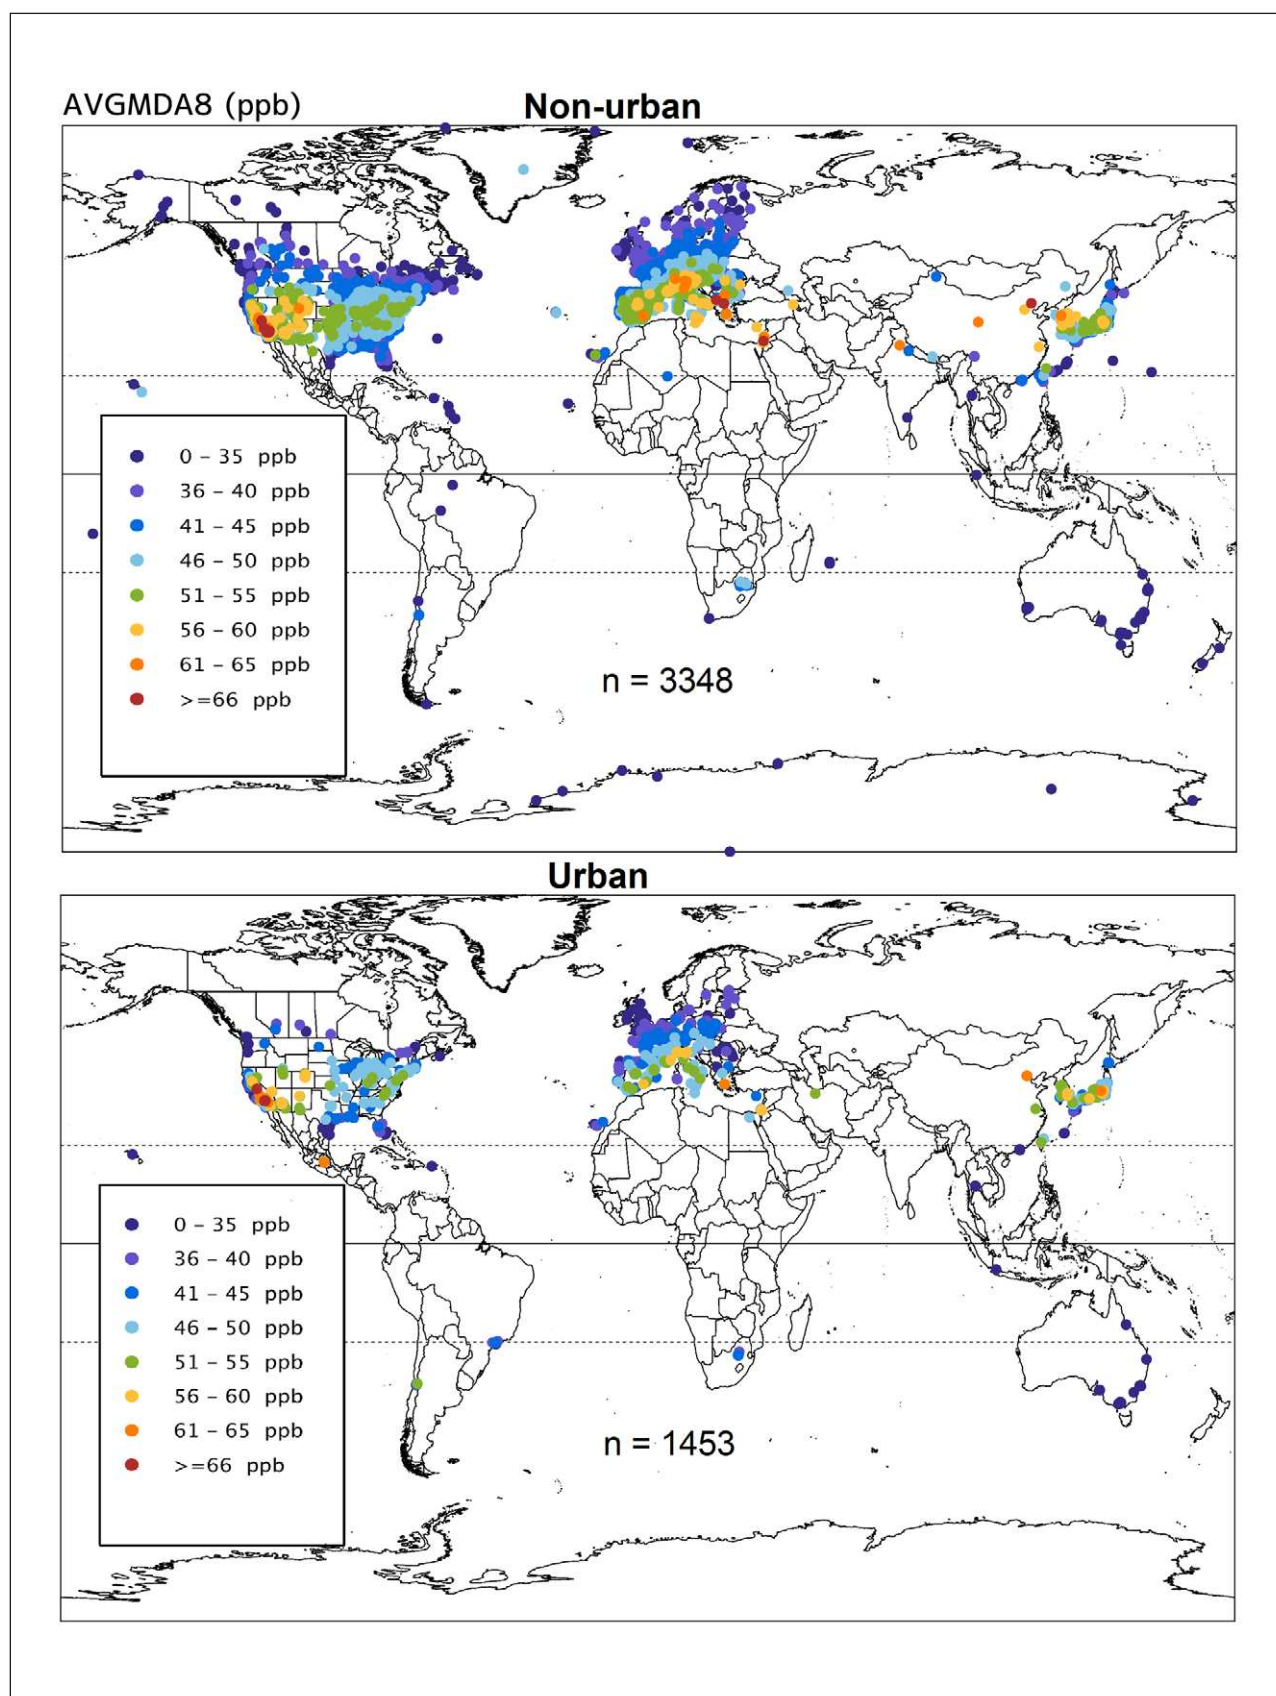 AVGMDA8 (ppb)
Non-urban
0 – 35 ppb
36 – 40 ppb
41 – 45 ppb
46 – 50 ppb
51 – 55 ppb
56 – 60 ppb
61 – 65 ppb
>=66 ppb
n = 3348
Urban
0 – 35 ppb
36 – 40 ppb
41 – 45 ppb
46 – 50 ppb
51 – 55 ppb
56 – 60 ppb
61 – 65 ppb
>=66 ppb
n = 1453